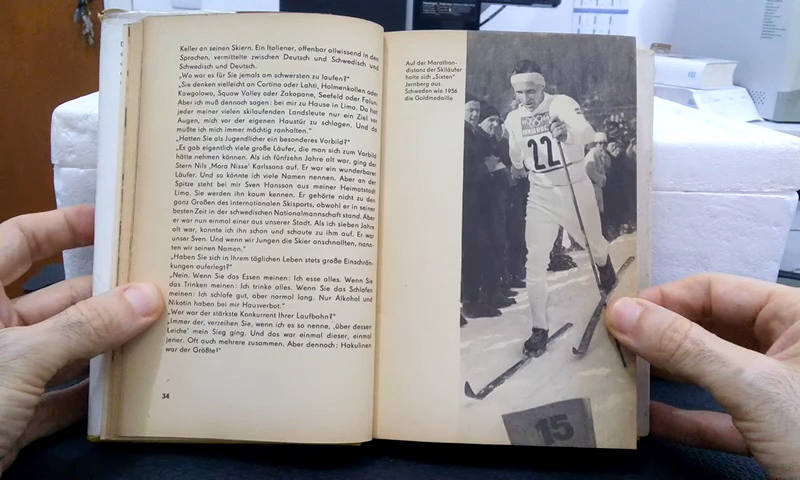 Keller an seinen Skiern. Ein Italiener, offenbar allwissend in den
Sprachen, vermittelte zwischen Deutsch und Schwedisch und
Schwedisch und Deutsch.
„Wo war es für Sie jemals am schwersten zu laufen?"
„Sie denken vielleicht an Cortina oder Lahti, Holmenkollen oder
Kawgolowo, Squaw Valley oder Zakopane, Seefeld oder Falun.
Aber ich muß dennoch sagen: bei mir zu Hause in Lima. Da hat
jeder meiner vielen skilaufenden Landsleute nur ein Ziel vor
Augen, mich vor der eigenen Haustür zu schlagen. Und da
mußte ich mich immer mächtig ranhalten."
„Hatten Sie als Jugendlicher ein besonderes Vorbild?"
„Es gab eigentlich viele große Läufer, die man sich zum Vorbild
hätte nehmen können. Als ich fünfzehn Jahre alt war, ging der
Stern Nils ‚Mora Nisse' Karlssons auf. Er war ein wunderbarer
Läufer. Und so könnte ich viele Namen nennen. Aber an der
Spitze steht bei mir Sven Hansson aus meiner Heimatstadt
Lima. Sie werden ihn kaum kennen. Er gehörte nicht zu den
ganz Großen des internationalen Skisports, obwohl er in seiner
besten Zeit in der schwedischen Nationalmannschaft stand. Aber
er war nun einmal einer aus unserer Stadt. Als ich sieben Jahre
alt war, kannte ich ihn schon und schaute zu ihm auf. Er war
unser Sven. Und wenn wir Jungen die Skier anschnallten, nann-
ten wir seinen Namen."
„Haben Sie sich in Ihrem täglichen Leben stets große Einschrän-
kungen auferlegt?"
„Nein. Wenn Sie das Essen meinen: Ich esse alles. Wenn Sie
das Trinken meinen: Ich trinke alles. Wenn Sie das Schlafen
meinen: Ich schlafe gut, aber normal lang. Nur Alkohol und
Nikotin haben bei mir Hausverbot."
„Wer war der stärkste Konkurrent Ihrer Laufbahn?"
„Immer der, verzeihen Sie, wenn ich es so nenne, ‚über dessen
Leiche' mein Sieg ging. Und das war einmal dieser, einmal
jener. Oft auch mehrere zusammen. Aber dennoch: Hakulinen
war der Größte!"
34
Auf der Marathon-
distanz der Skiläufer
holte sich „Sixten"
Jernberg aus
Schweden wie 1956
die Goldmedaille
22
15